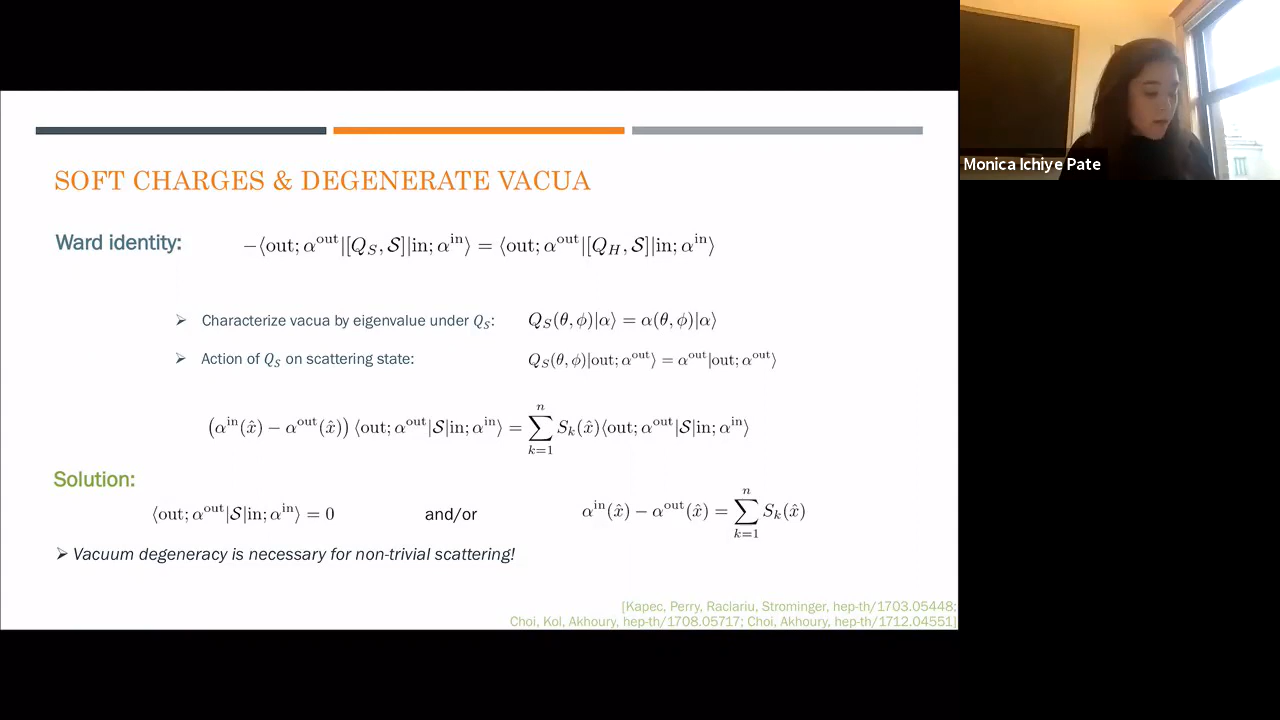 SOFT CHARGES & DEGENERATE VACUA
Ward identity: −⟨out; α^out|[Q_S, 𝒮]|in; α^in⟩ = ⟨out; α^out|[Q_H, 𝒮]|in; α^in⟩
➢ Characterize vacua by eigenvalue under Q_S: Q_S(θ, ϕ)|α⟩ = α(θ, ϕ)|α⟩
➢ Action of Q_S on scattering state: Q_S(θ, ϕ)|out; α^out⟩ = α^out|out; α^out⟩
(α^in(x̂) − α^out(x̂)) ⟨out; α^out|𝒮|in; α^in⟩ = ∑_{k=1}^{n} S_k(x̂)⟨out; α^out|𝒮|in; α^in⟩
Solution:
⟨out; α^out|𝒮|in; α^in⟩ = 0 and/or α^in(x̂) − α^out(x̂) = ∑_{k=1}^{n} S_k(x̂)
➢ Vacuum degeneracy is necessary for non-trivial scattering!
[Kapec, Perry, Raclariu, Strominger, hep-th/1703.05448;
Choi, Kol, Akhoury, hep-th/1708.05717; Choi, Akhoury, hep-th/1712.04551]
Monica Ichiye Pate